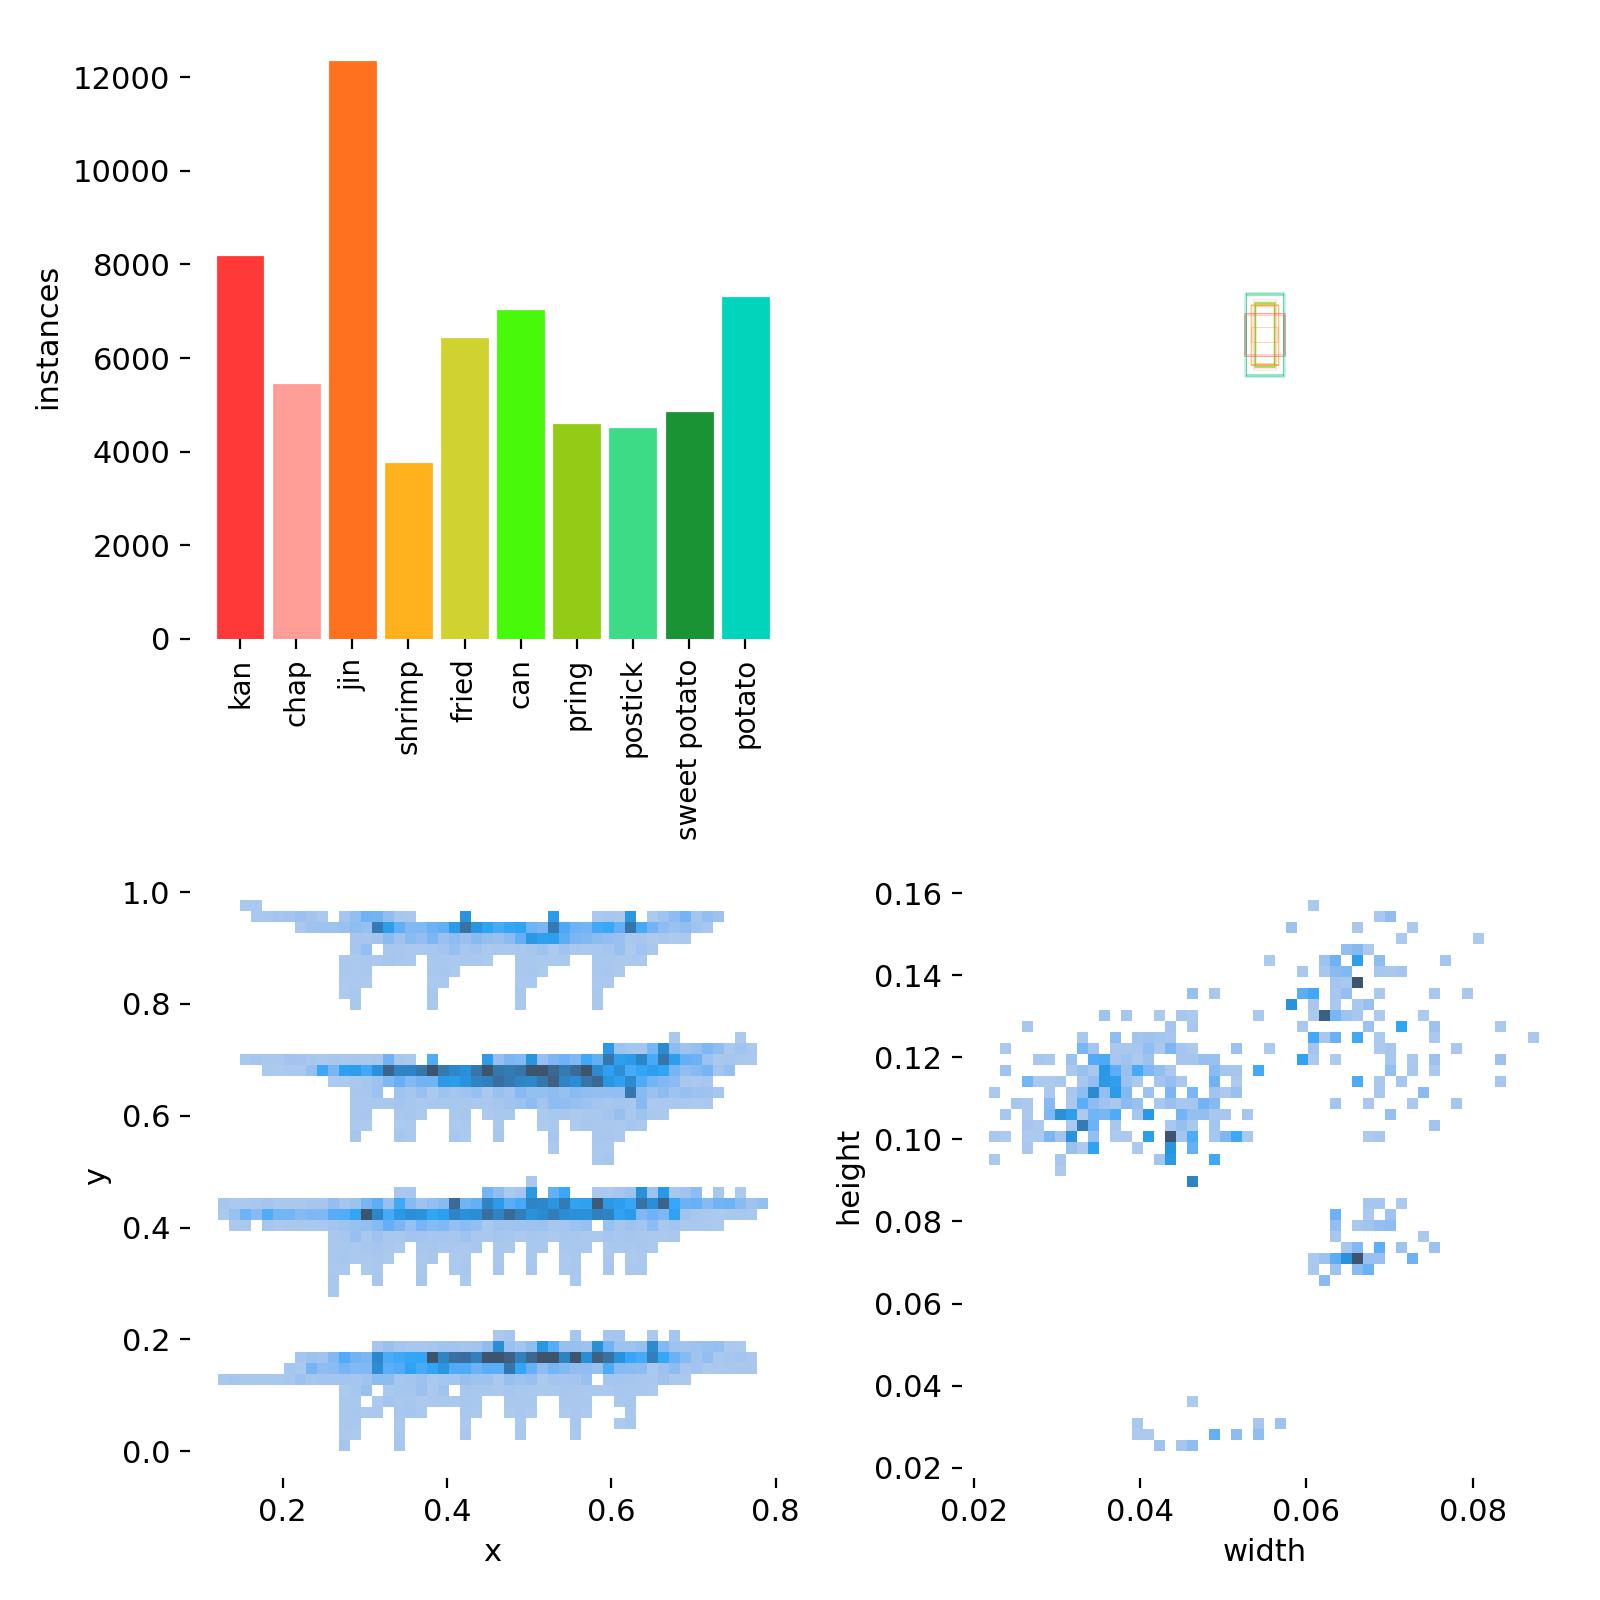 12000
10000
8000
6000
4000
2000
0
instances
kan
chap
jin
shrimp
fried
can
pring
postick
sweet potato
potato
1.0
0.8
0.6
0.4
0.2
0.0
y
0.2 0.4 0.6 0.8
x
0.16
0.14
0.12
0.10
0.08
0.06
0.04
0.02
height
0.02 0.04 0.06 0.08
width